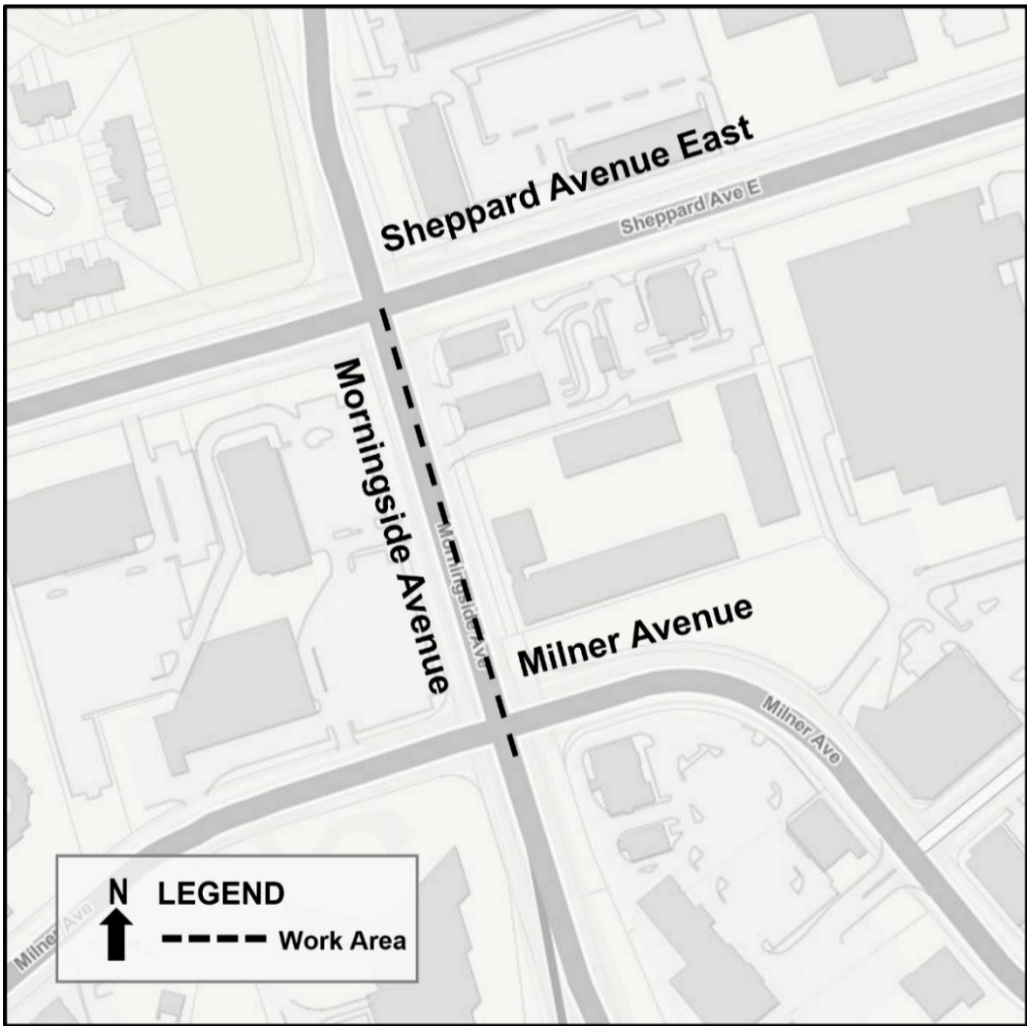 Sheppard Avenue East
Sheppard Ave E
Morningside Avenue
Morningside Ave
Milner Avenue
Milner Ave
Milner Ave
N
LEGEND
Work Area